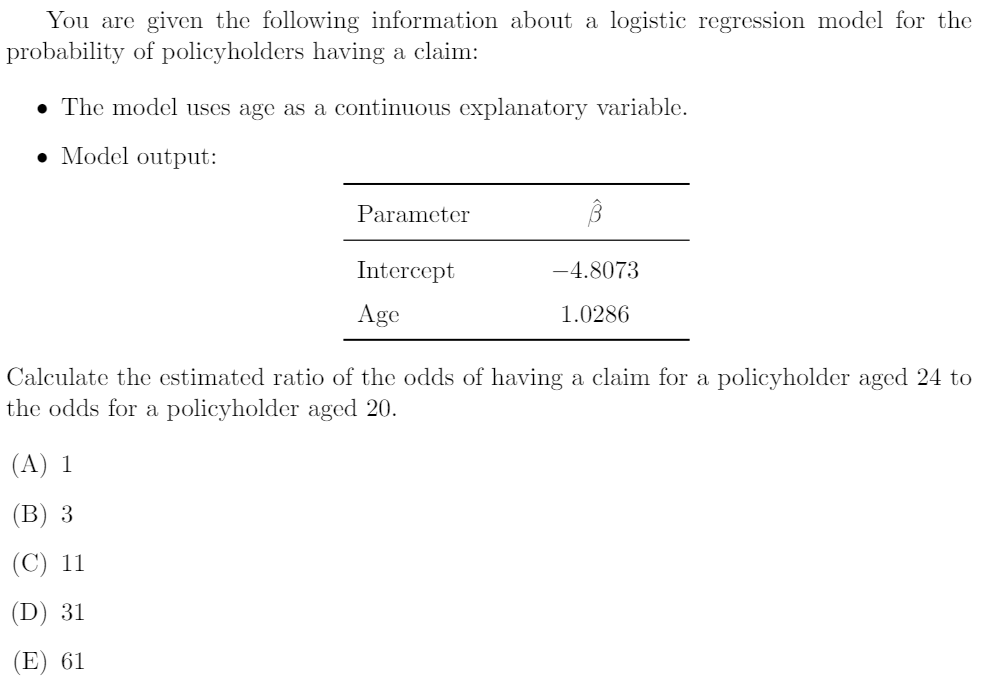 You are given the following information about a logistic regression model for the
probability of policyholders having a claim:
• The model uses age as a continuous explanatory variable.
• Model output:
Parameter β̂
Intercept −4.8073
Age 1.0286
Calculate the estimated ratio of the odds of having a claim for a policyholder aged 24 to
the odds for a policyholder aged 20.
(A) 1
(B) 3
(C) 11
(D) 31
(E) 61